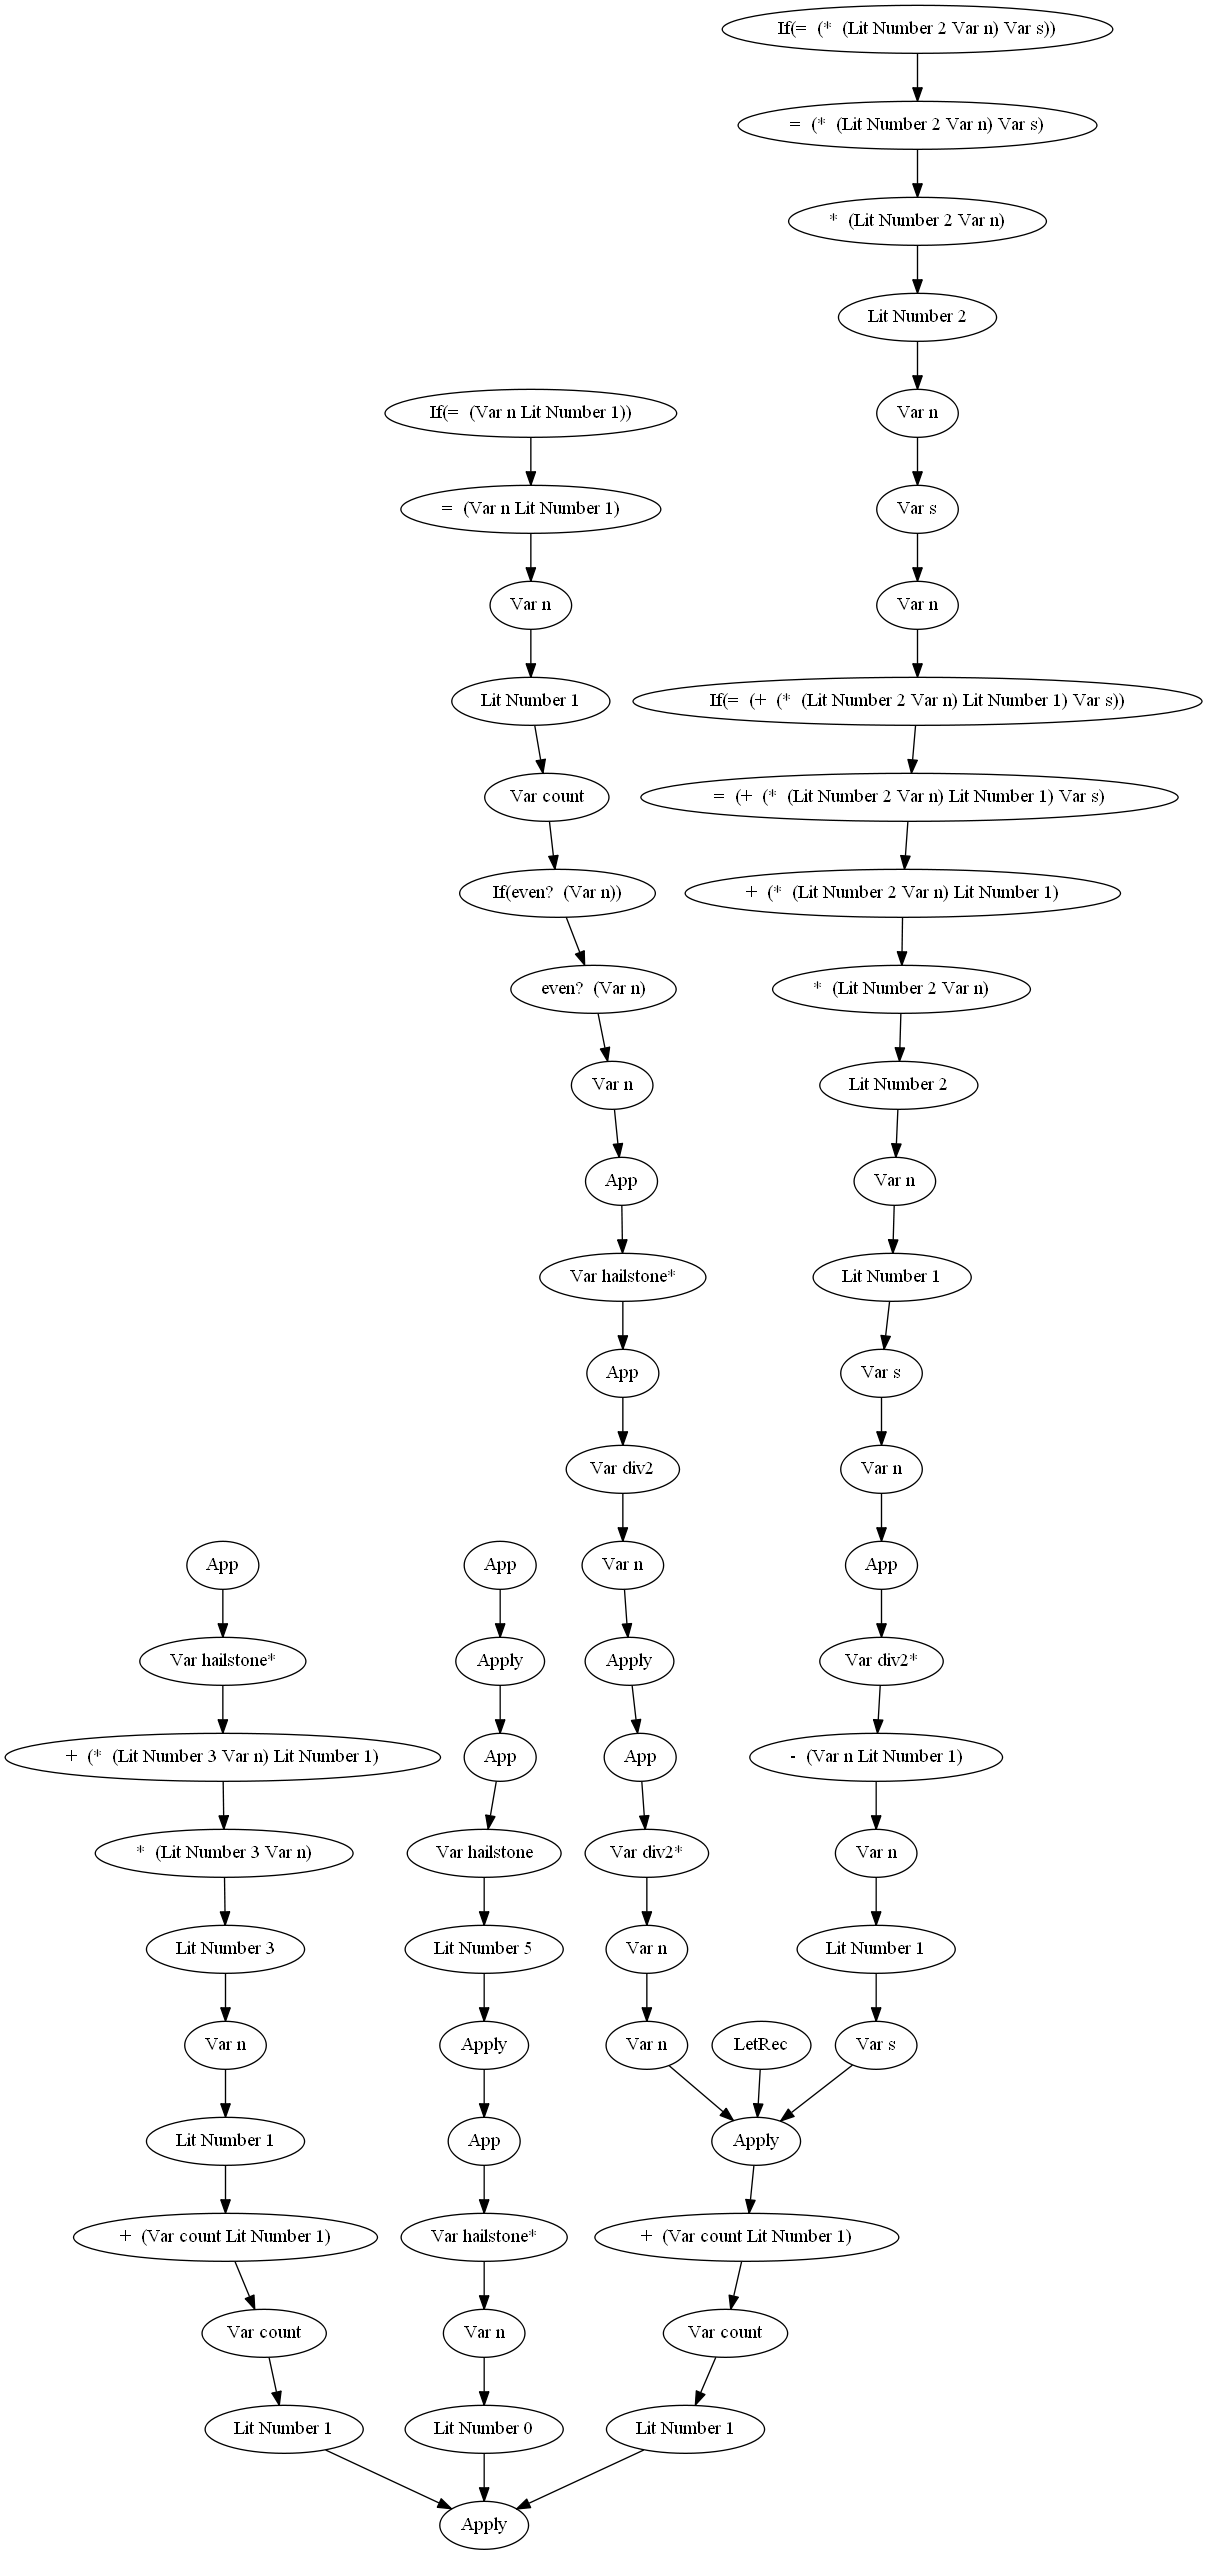 If(=  (*  (Lit Number 2 Var n) Var s))
=  (*  (Lit Number 2 Var n) Var s)
*  (Lit Number 2 Var n)
Lit Number 2
Var n
Var s
Var n
If(=  (+  (*  (Lit Number 2 Var n) Lit Number 1) Var s))
=  (+  (*  (Lit Number 2 Var n) Lit Number 1) Var s)
+  (*  (Lit Number 2 Var n) Lit Number 1)
*  (Lit Number 2 Var n)
Lit Number 2
Var n
Lit Number 1
Var s
Var n
App
Var div2*
-  (Var n Lit Number 1)
Var n
Lit Number 1
Var s
If(=  (Var n Lit Number 1))
=  (Var n Lit Number 1)
Var n
Lit Number 1
Var count
If(even?  (Var n))
even?  (Var n)
Var n
App
Var hailstone*
App
Var div2
Var n
Apply
App
Var div2*
Var n
Var n
LetRec
Apply
+  (Var count Lit Number 1)
Var count
Lit Number 1
App
Apply
App
Var hailstone
Lit Number 5
Apply
App
Var hailstone*
Var n
Lit Number 0
App
Var hailstone*
+  (*  (Lit Number 3 Var n) Lit Number 1)
*  (Lit Number 3 Var n)
Lit Number 3
Var n
Lit Number 1
+  (Var count Lit Number 1)
Var count
Lit Number 1
Apply